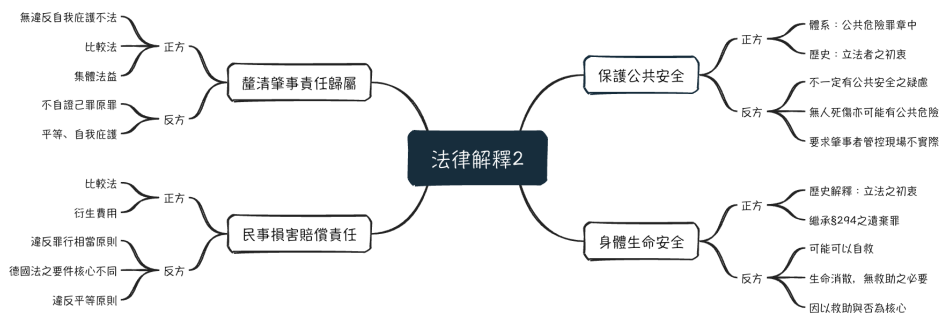 法律解釋2
釐清肇事責任歸屬
正方
無違反自我庇護不法
比較法
集體法益
反方
不自證己罪原罪
平等、自我庇護
民事損害賠償責任
正方
比較法
衍生費用
反方
違反罪行相當原則
德國法之要件核心不同
違反平等原則
保護公共安全
正方
體系：公共危險罪章中
歷史：立法者之初衷
反方
不一定有公共安全之疑慮
無人死傷亦可能有公共危險
要求肇事者管控現場不實際
身體生命安全
正方
歷史解釋：立法之初衷
繼承§294之遺棄罪
反方
可能可以自救
生命消散，無救助之必要
因以救助與否為核心